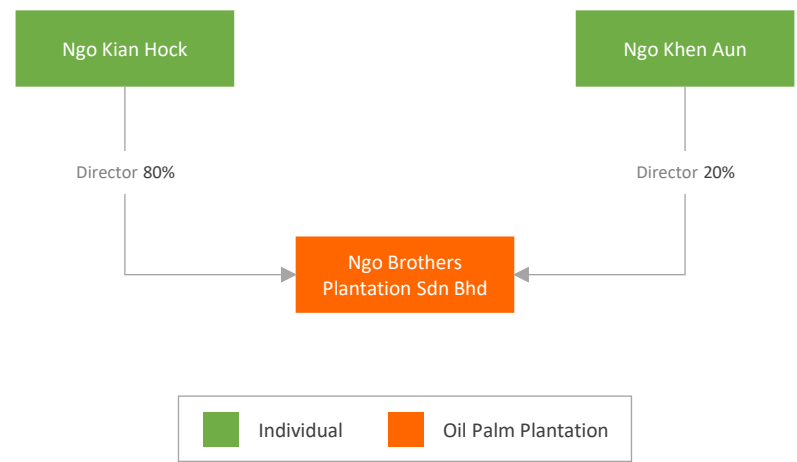 Ngo Kian Hock
Ngo Khen Aun
Director 80%
Director 20%
Ngo Brothers
Plantation Sdn Bhd
Individual
Oil Palm Plantation